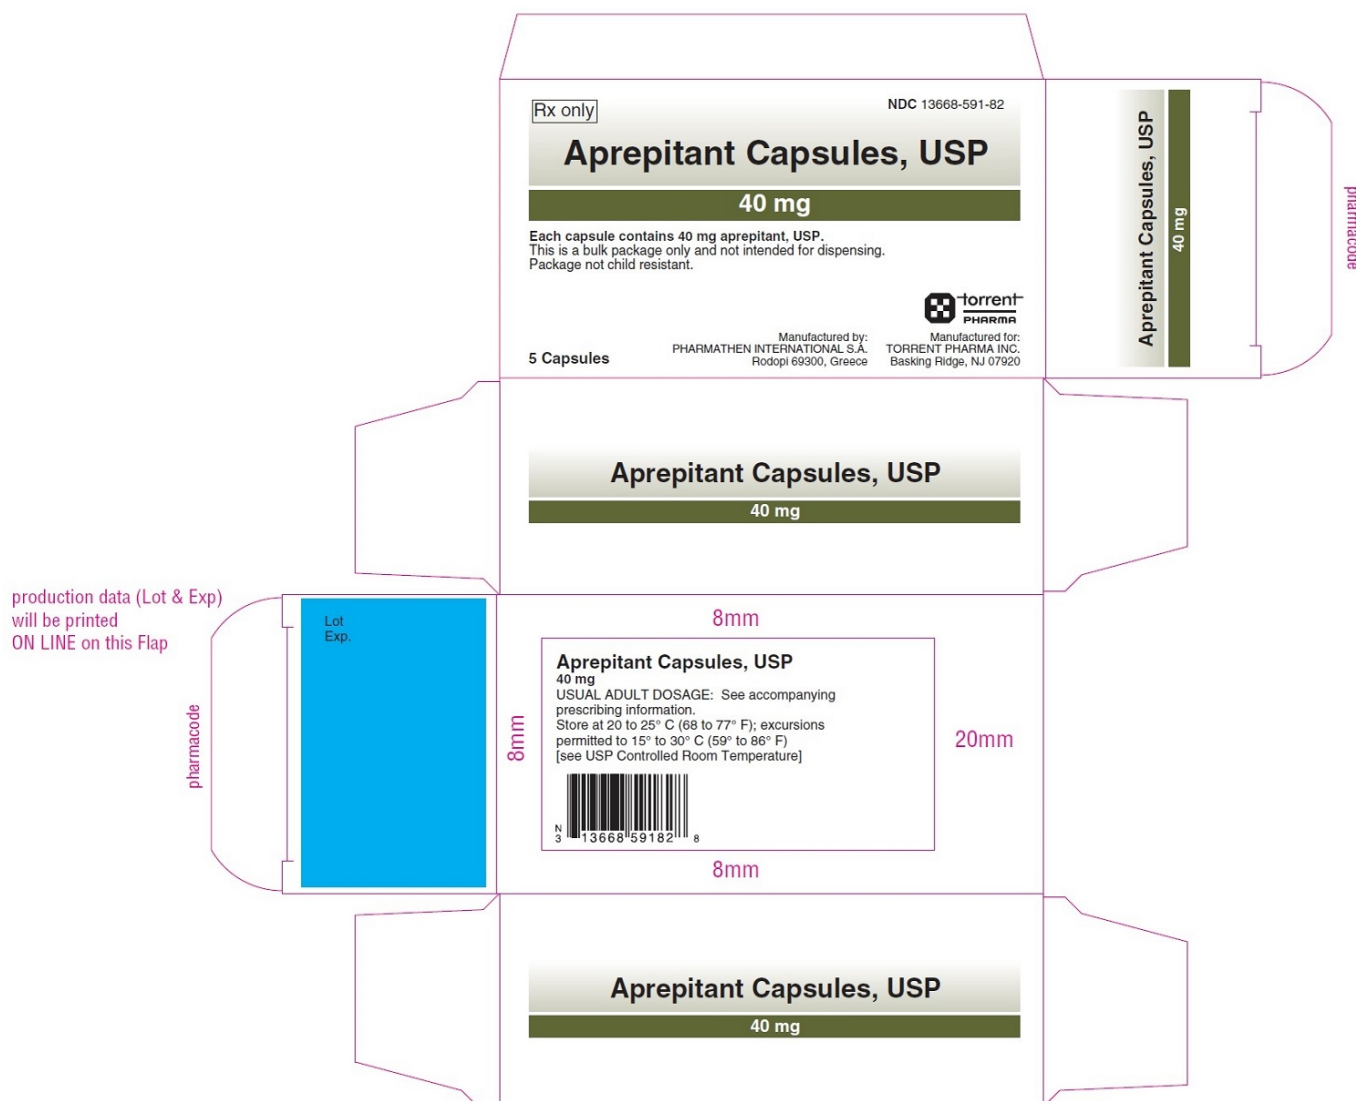 Rx only
NDC 13668-591-82
Aprepitant Capsules, USP
40 mg
Each capsule contains 40 mg aprepitant, USP.
This is a bulk package only and not intended for dispensing.
Package not child resistant.
torrent
PHARMA
5 Capsules
Manufactured by:
PHARMATHEN INTERNATIONAL S.A.
Rodopi 69300, Greece
Manufactured for:
TORRENT PHARMA INC.
Basking Ridge, NJ 07920
Aprepitant Capsules, USP
40 mg
pharmacode
Aprepitant Capsules, USP
40 mg
production data (Lot & Exp)
will be printed
ON LINE on this Flap
pharmacode
Lot
Exp.
8mm
8mm
Aprepitant Capsules, USP
40 mg
USUAL ADULT DOSAGE: See accompanying
prescribing information.
Store at 20 to 25° C (68 to 77° F); excursions
permitted to 15° to 30° C (59° to 86° F)
[see USP Controlled Room Temperature]
N
3 13668 59182 8
20mm
8mm
Aprepitant Capsules, USP
40 mg